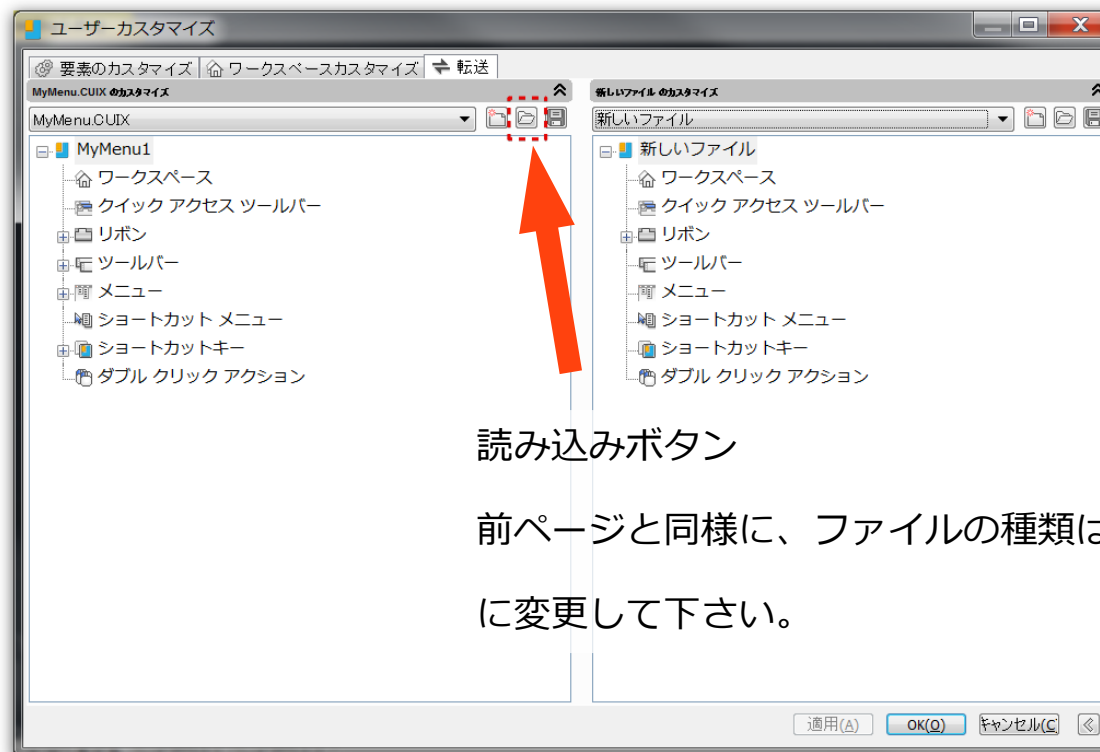 ユーザーカスタマイズ
要素のカスタマイズ ワークスペースカスタマイズ 転送
MyMenu.CUIX のカスタマイズ
MyMenu.CUIX
MyMenu1
ワークスペース
クイック アクセス ツールバー
リボン
ツールバー
メニュー
ショートカット メニュー
ショートカットキー
ダブル クリック アクション
新しいファイル のカスタマイズ
新しいファイル
新しいファイル
ワークスペース
クイック アクセス ツールバー
リボン
ツールバー
メニュー
ショートカット メニュー
ショートカットキー
ダブル クリック アクション
読み込みボタン
前ページと同様に、ファイルの種類は
に変更して下さい。
適用(A) OK(O) キャンセル(C)